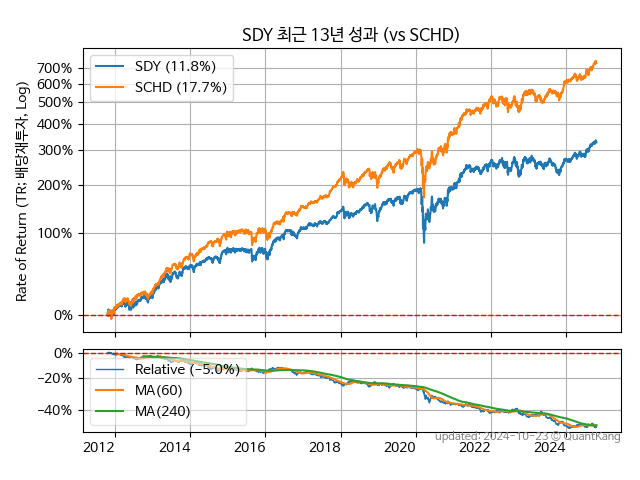 SDY 최근 13년 성과 (vs SCHD)
Rate of Return (TR; 배당재투자, Log)
700%
600%
500%
400%
300%
200%
100%
0%
SDY (11.8%)
SCHD (17.7%)
0%
−20%
−40%
Relative (−5.0%)
MA(60)
MA(240)
2012 2014 2016 2018 2020 2022 2024
updated: 2024-10-23 © QuantKang